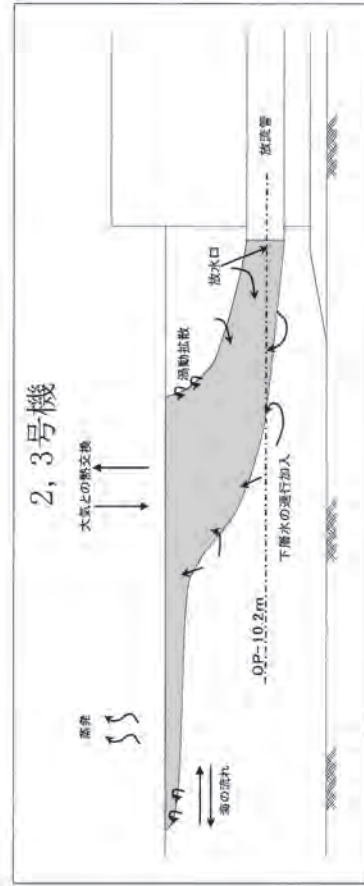 2,3号機
大気との熱交換
蒸発
渦動拡散
放水口
放流管
海の流れ
下層水の進行加入
OP-10.2m